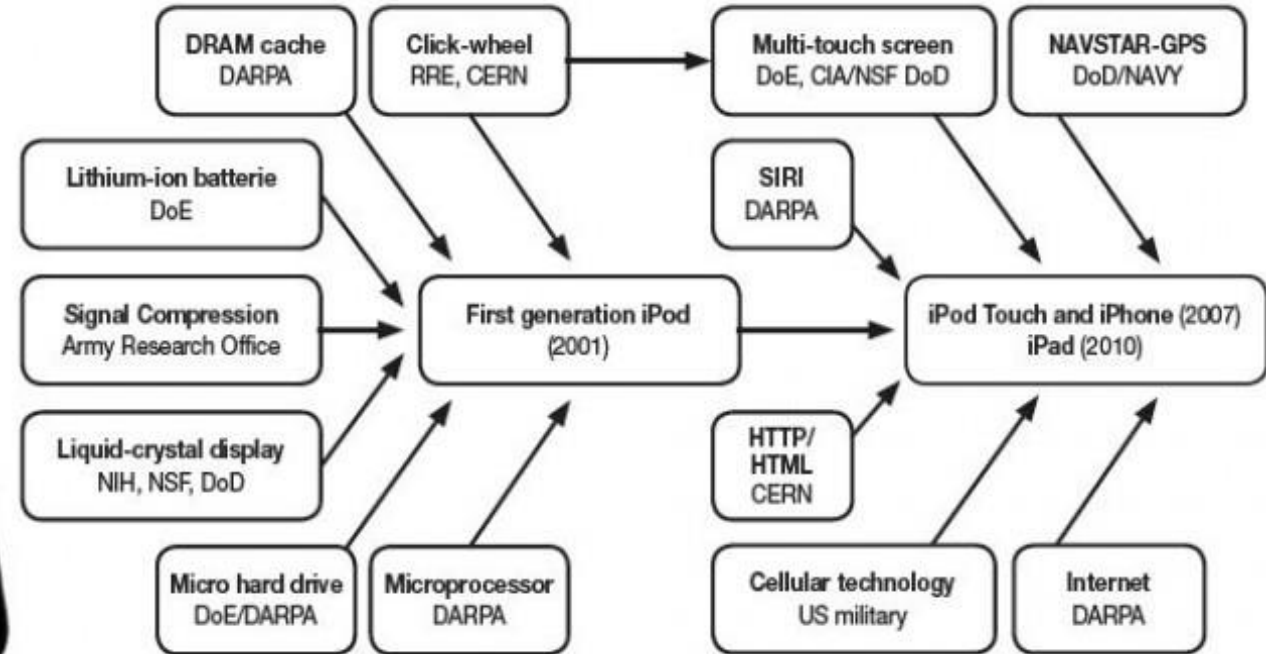 DRAM cache
DARPA
Click-wheel
RRE, CERN
Multi-touch screen
DoE, CIA/NSF DoD
NAVSTAR-GPS
DoD/NAVY
Lithium-ion batterie
DoE
SIRI
DARPA
Signal Compression
Army Research Office
First generation iPod
(2001)
iPod Touch and iPhone (2007)
iPad (2010)
Liquid-crystal display
NIH, NSF, DoD
HTTP/
HTML
CERN
Micro hard drive
DoE/DARPA
Microprocessor
DARPA
Cellular technology
US military
Internet
DARPA